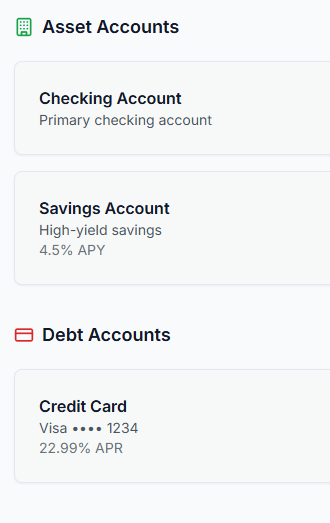 Asset Accounts
Checking Account
Primary checking account
Savings Account
High-yield savings
4.5% APY
Debt Accounts
Credit Card
Visa •••• 1234
22.99% APR